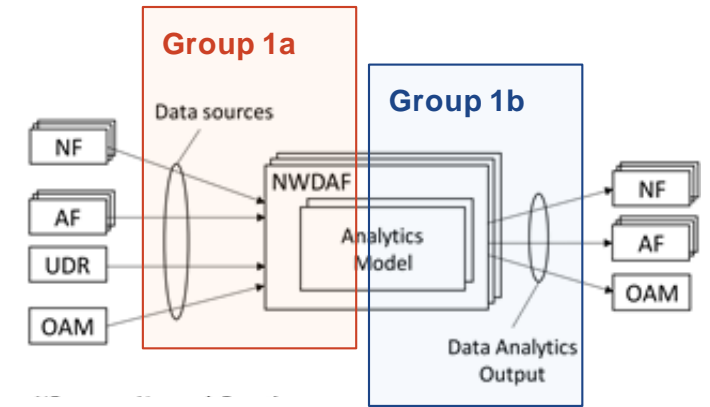 Group 1a
Group 1b
Data sources
NF
AF
UDR
OAM
NWDAF
Analytics
Model
NF
AF
OAM
Data Analytics
Output